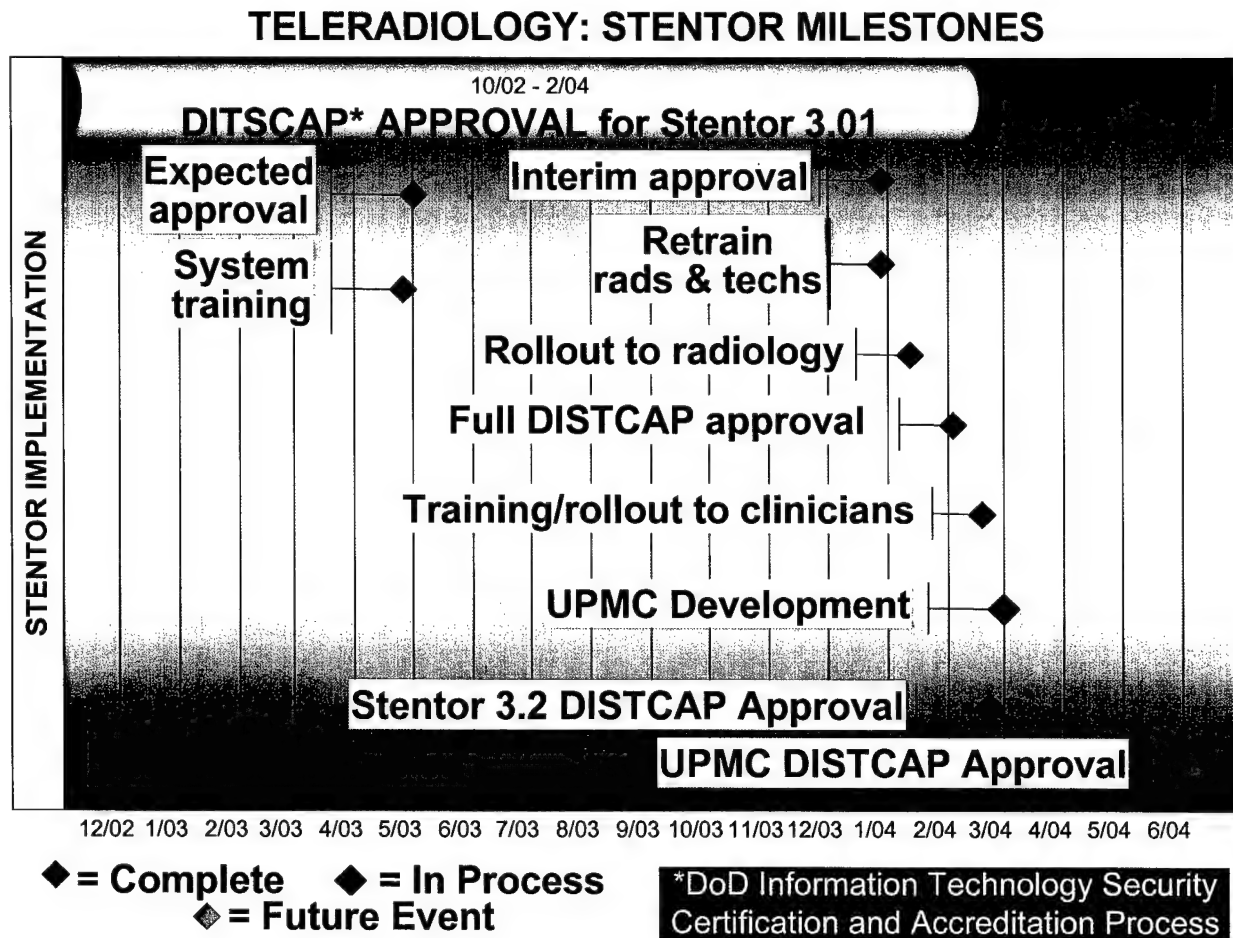 TELERADIOLOGY: STENTOR MILESTONES
10/02 - 2/04
DITSCAP* APPROVAL for Stentor 3.01
Expected
approval
Interim approval
System
training
Retrain
rads & techs
Rollout to radiology
Full DISTCAP approval
Training/rollout to clinicians
UPMC Development
Stentor 3.2 DISTCAP Approval
UPMC DISTCAP Approval
STENTOR IMPLEMENTATION
12/02 1/03 2/03 3/03 4/03 5/03 6/03 7/03 8/03 9/03 10/03 11/03 12/03 1/04 2/04 3/04 4/04 5/04 6/04
= Complete = In Process
= Future Event
*DoD Information Technology Security
Certification and Accreditation Process